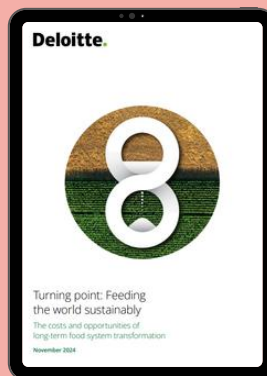 Deloitte.
Turning point: Feeding
the world sustainably
The costs and opportunities of
long-term food system transformation
November 2024